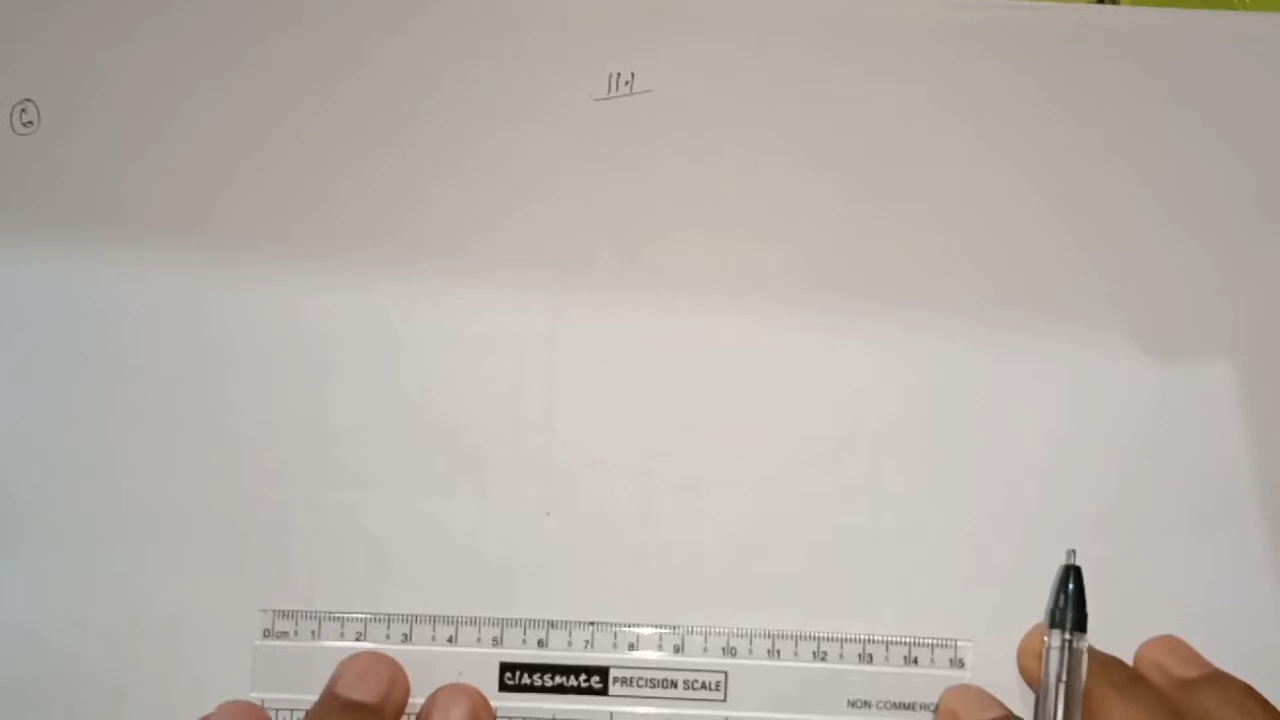 11.1
6
0 cm 1 2 3 4 5 6 7 8 9 10 11 12 13 14 15
classmate PRECISION SCALE
NON-COMMERC